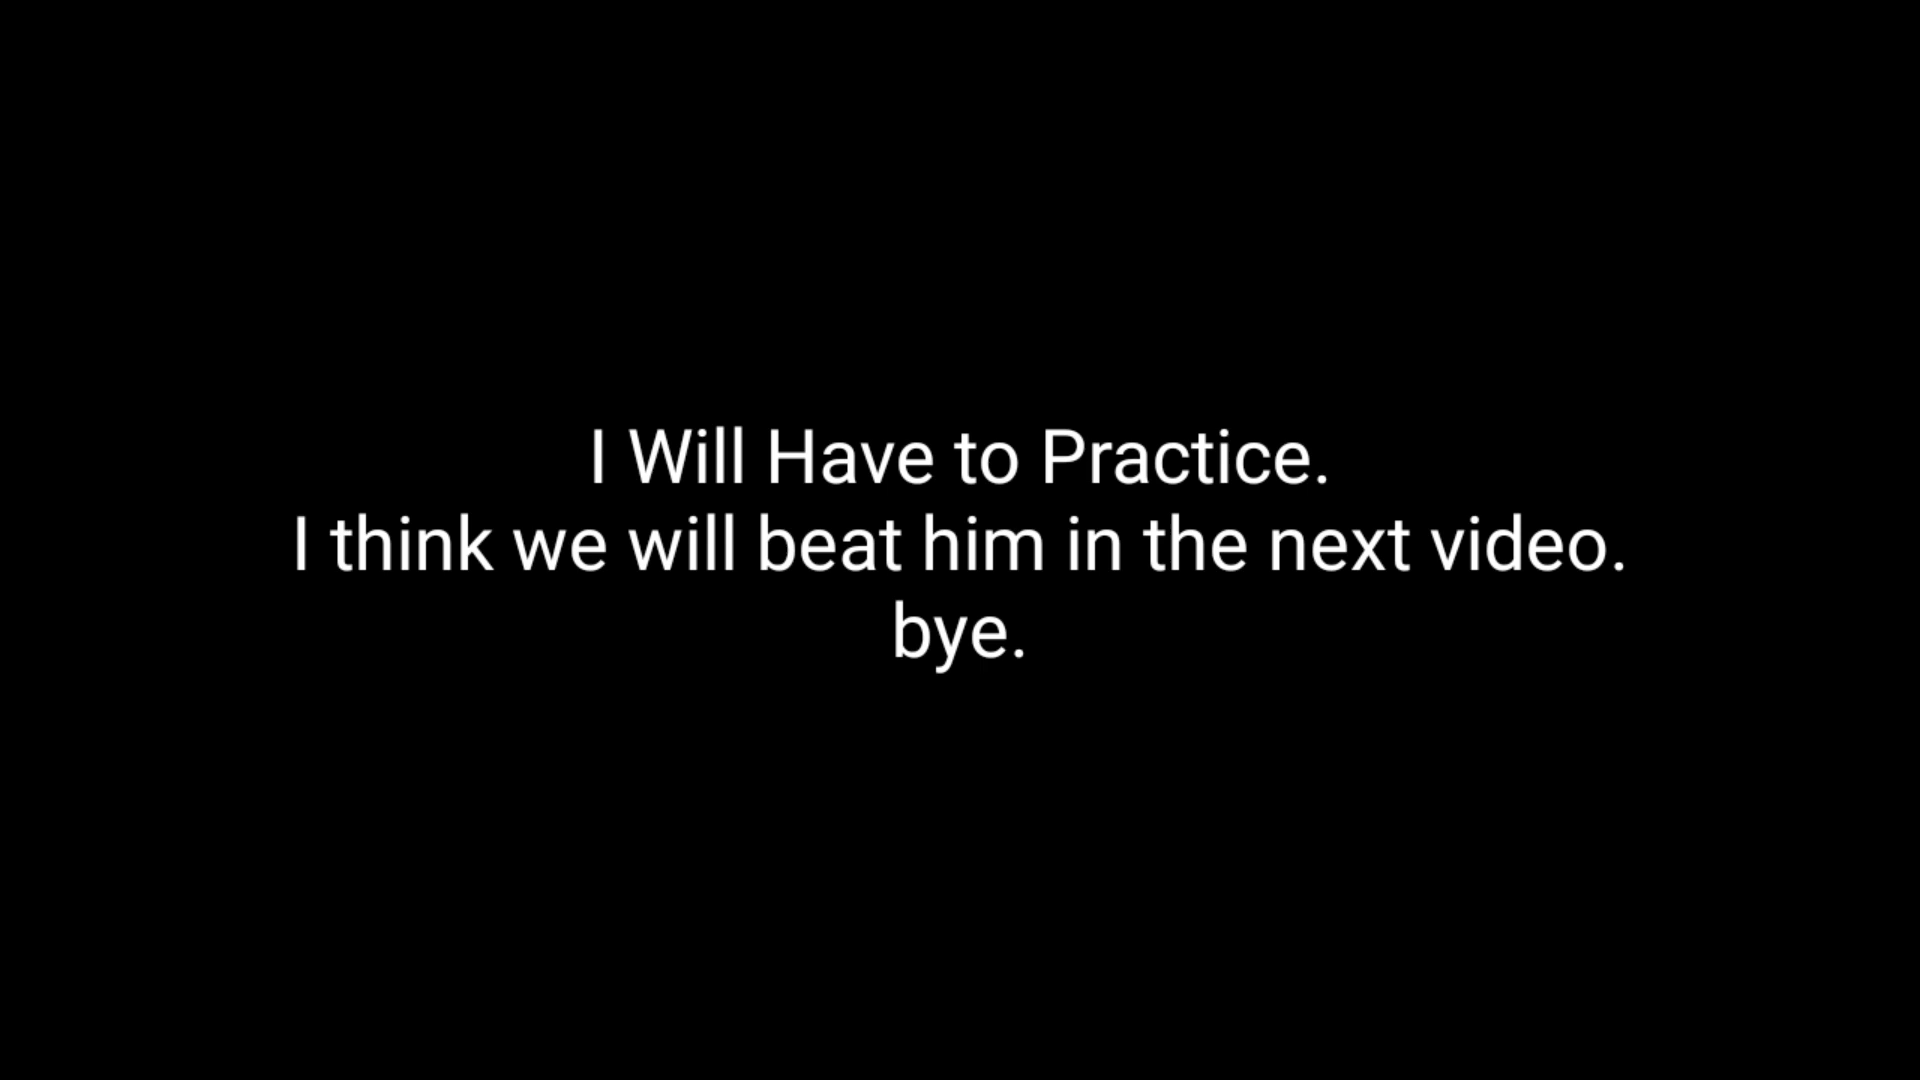 I Will Have to Practice.
I think we will beat him in the next video.
bye.